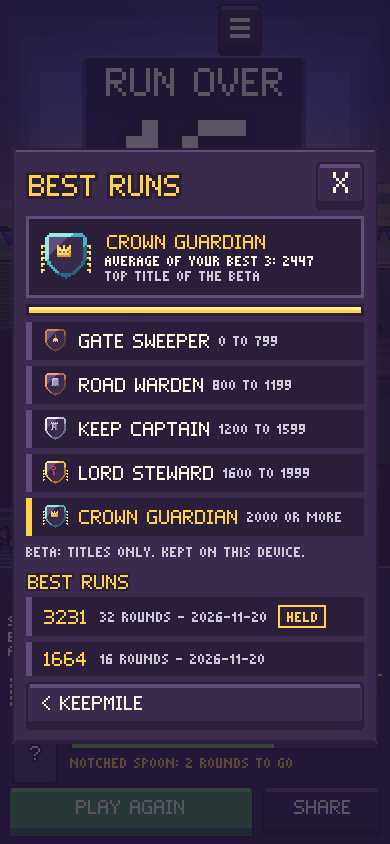 RUN OVER
BEST RUNS
X
CROWN GUARDIAN
AVERAGE OF YOUR BEST 3: 2447
TOP TITLE OF THE BETA
GATE SWEEPER 0 TO 799
ROAD WARDEN 800 TO 1199
KEEP CAPTAIN 1200 TO 1599
LORD STEWARD 1600 TO 1999
CROWN GUARDIAN 2000 OR MORE
BETA: TITLES ONLY. KEPT ON THIS DEVICE.
BEST RUNS
3231 32 ROUNDS - 2026-11-20 HELD
1664 16 ROUNDS - 2026-11-20
< KEEPMILE
?
NOTCHED SPOON: 2 ROUNDS TO GO
PLAY AGAIN
SHARE